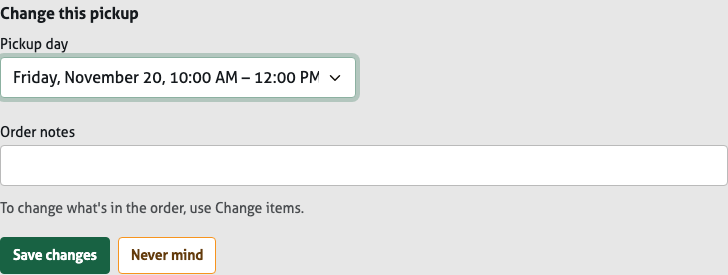 Change this pickup
Pickup day
Friday, November 20, 10:00 AM – 12:00 PM
Order notes
To change what's in the order, use Change items.
Save changes
Never mind